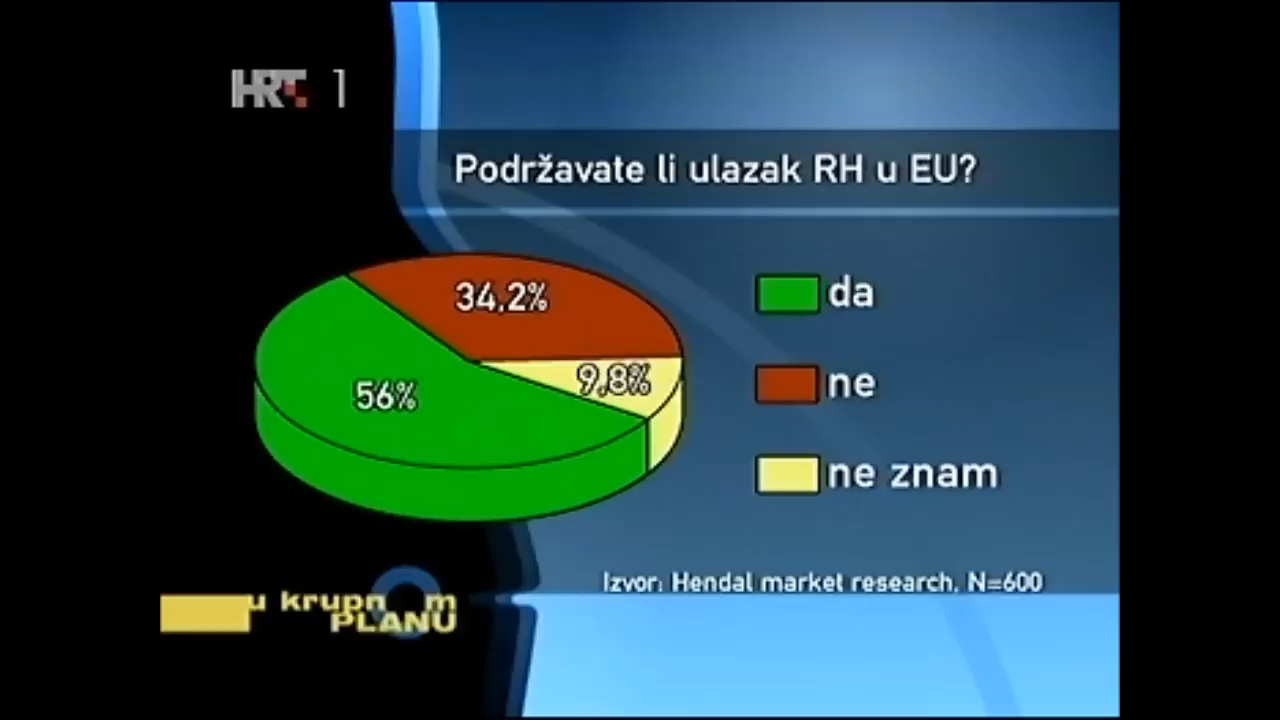 HRT 1
Podržavate li ulazak RH u EU?
34,2%
9,8%
56%
da
ne
ne znam
Izvor: Hendal market research, N=600
u krupnom
PLANU